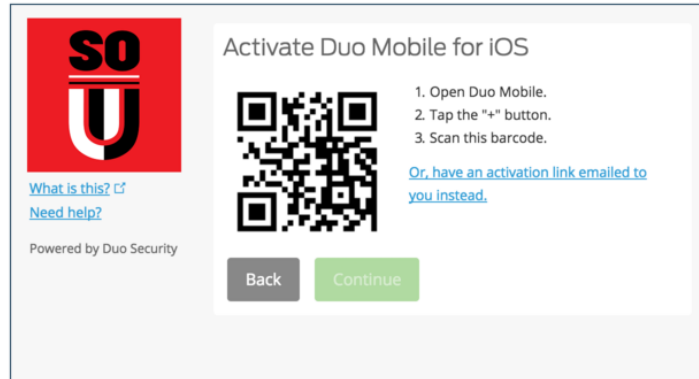 SO
U
What is this?
Need help?
Powered by Duo Security
Activate Duo Mobile for iOS
1. Open Duo Mobile.
2. Tap the "+" button.
3. Scan this barcode.
Or, have an activation link emailed to
you instead.
Back
Continue